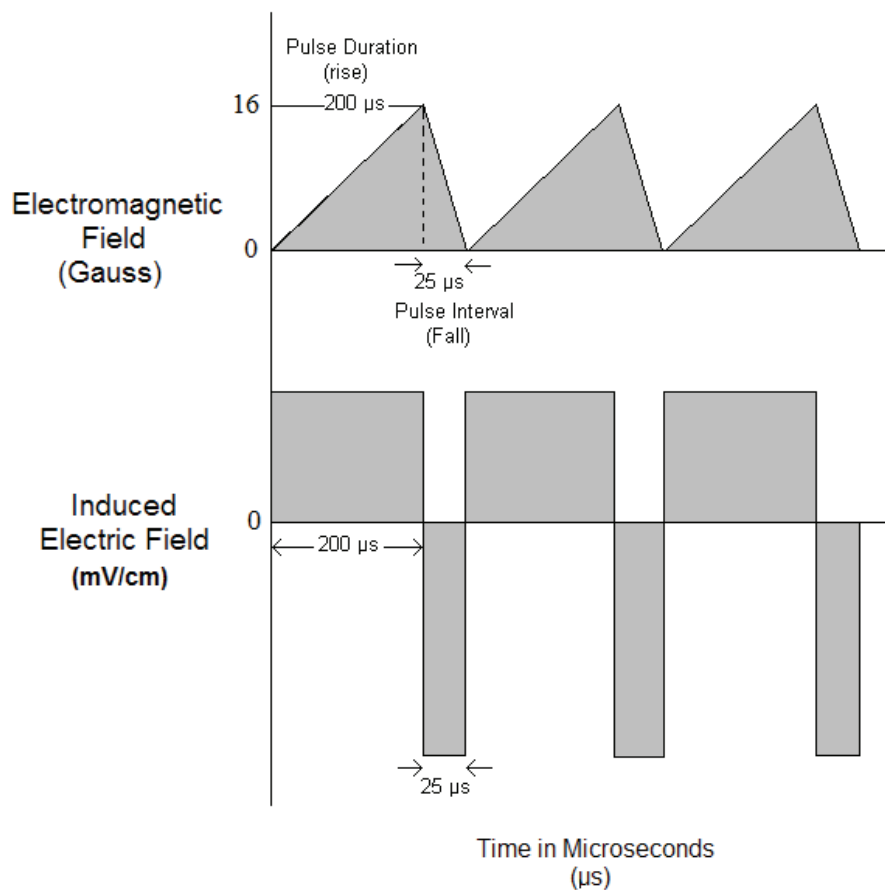 Pulse Duration
(rise)
16
200 µs
Electromagnetic
Field
(Gauss)
0
25 µs
Pulse Interval
(Fall)
Induced
Electric Field
(mV/cm)
0
200 µs
25 µs
Time in Microseconds
(µs)